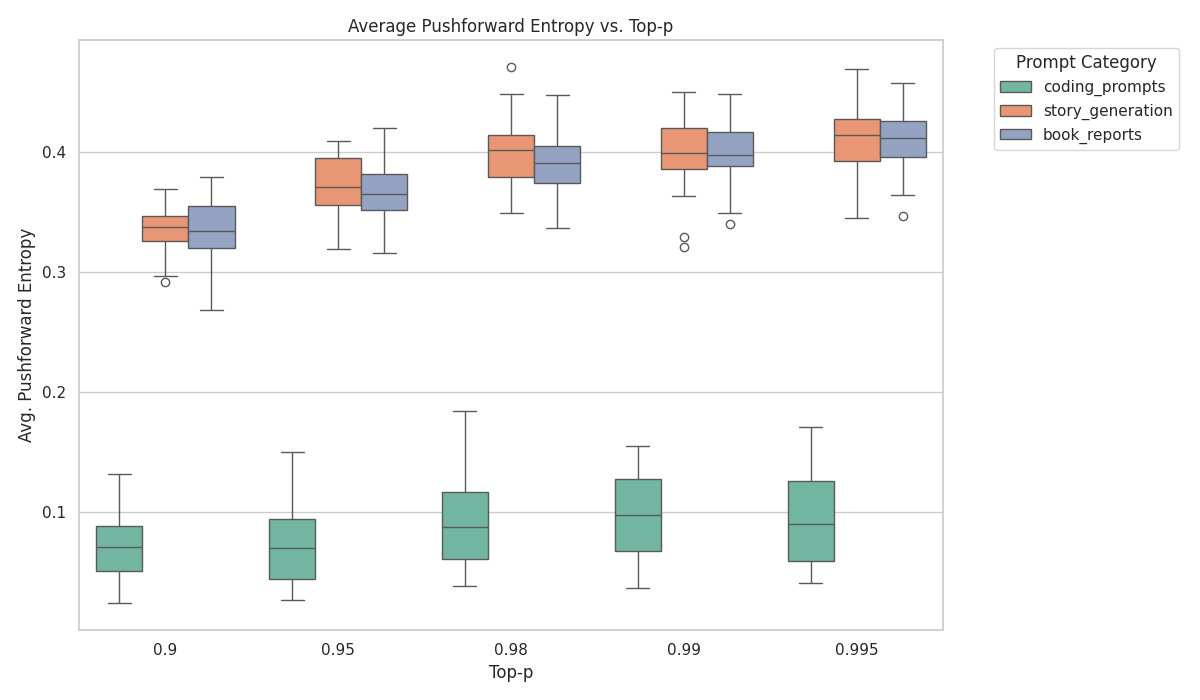 Average Pushforward Entropy vs. Top-p
Prompt Category
coding_prompts
story_generation
book_reports
Avg. Pushforward Entropy
0.4
0.3
0.2
0.1
0.9 0.95 0.98 0.99 0.995
Top-p